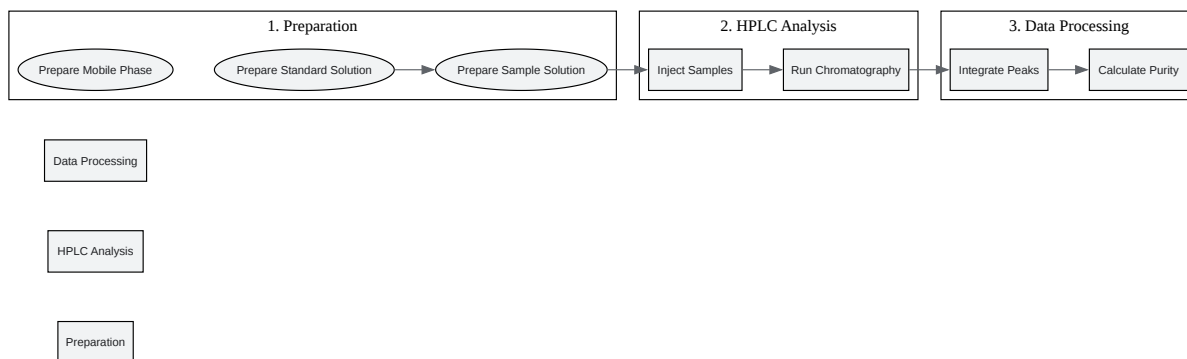 1. Preparation
Prepare Mobile Phase
Prepare Standard Solution
Prepare Sample Solution
2. HPLC Analysis
Inject Samples
Run Chromatography
3. Data Processing
Integrate Peaks
Calculate Purity
Data Processing
HPLC Analysis
Preparation